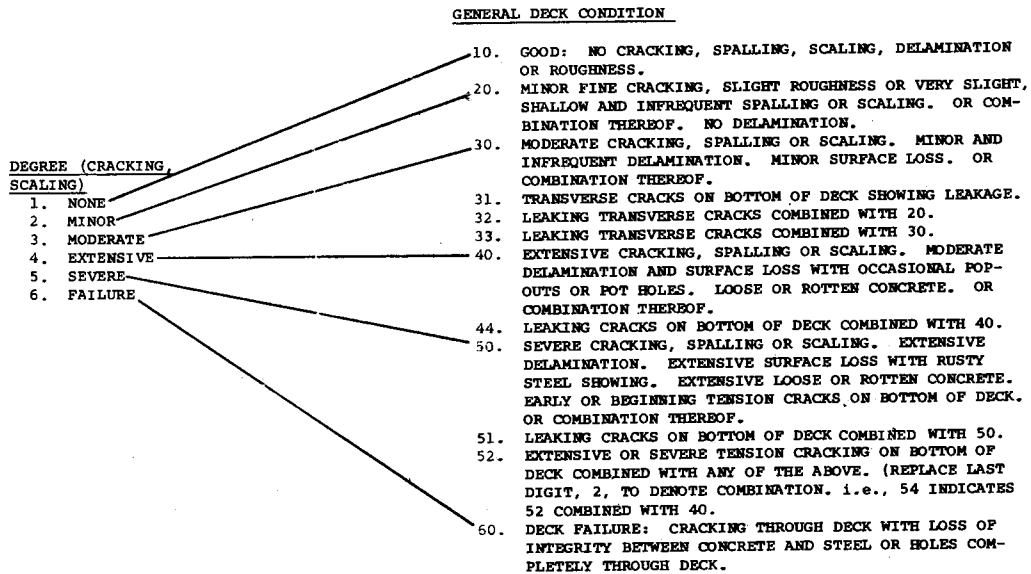 GENERAL DECK CONDITION
DEGREE (CRACKING,
SCALING)
1. NONE
2. MINOR
3. MODERATE
4. EXTENSIVE
5. SEVERE
6. FAILURE
10. GOOD: NO CRACKING, SPALLING, SCALING, DELAMINATION
OR ROUGHNESS.
20. MINOR FINE CRACKING, SLIGHT ROUGHNESS OR VERY SLIGHT,
SHALLOW AND INFREQUENT SPALLING OR SCALING. OR COM-
BINATION THEREOF. NO DELAMINATION.
30. MODERATE CRACKING, SPALLING OR SCALING. MINOR AND
INFREQUENT DELAMINATION. MINOR SURFACE LOSS. OR
COMBINATION THEREOF.
31. TRANSVERSE CRACKS ON BOTTOM OF DECK SHOWING LEAKAGE.
32. LEAKING TRANSVERSE CRACKS COMBINED WITH 20.
33. LEAKING TRANSVERSE CRACKS COMBINED WITH 30.
40. EXTENSIVE CRACKING, SPALLING OR SCALING. MODERATE
DELAMINATION AND SURFACE LOSS WITH OCCASIONAL POP-
OUTS OR POT HOLES. LOOSE OR ROTTEN CONCRETE. OR
COMBINATION THEREOF.
44. LEAKING CRACKS ON BOTTOM OF DECK COMBINED WITH 40.
50. SEVERE CRACKING, SPALLING OR SCALING. EXTENSIVE
DELAMINATION. EXTENSIVE SURFACE LOSS WITH RUSTY
STEEL SHOWING. EXTENSIVE LOOSE OR ROTTEN CONCRETE.
EARLY OR BEGINNING TENSION CRACKS ON BOTTOM OF DECK.
OR COMBINATION THEREOF.
51. LEAKING CRACKS ON BOTTOM OF DECK COMBINED WITH 50.
52. EXTENSIVE OR SEVERE TENSION CRACKING ON BOTTOM OF
DECK COMBINED WITH ANY OF THE ABOVE. (REPLACE LAST
DIGIT, 2, TO DENOTE COMBINATION. i.e., 54 INDICATES
52 COMBINED WITH 40.
60. DECK FAILURE: CRACKING THROUGH DECK WITH LOSS OF
INTEGRITY BETWEEN CONCRETE AND STEEL OR HOLES COM-
PLETELY THROUGH DECK.